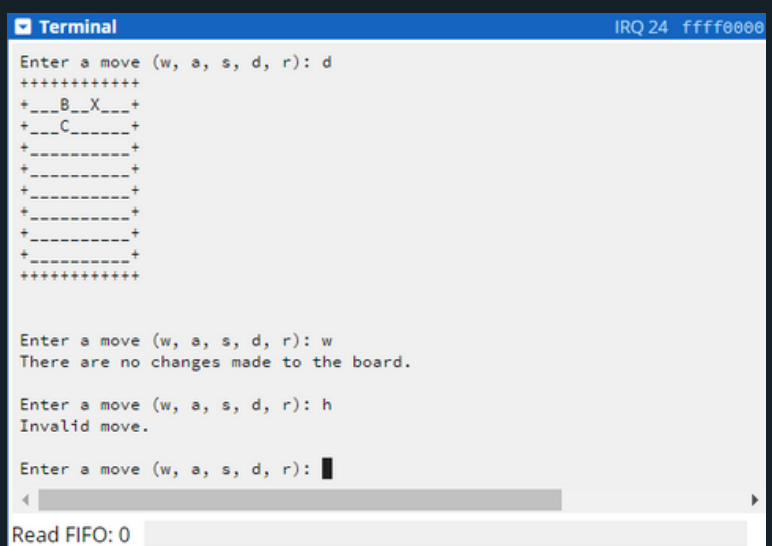 Terminal IRQ 24 ffff0000
Enter a move (w, a, s, d, r): d
++++++++++++
+___B__X___+
+___C______+
+__________+
+__________+
+__________+
+__________+
+__________+
+__________+
++++++++++++
Enter a move (w, a, s, d, r): w
There are no changes made to the board.
Enter a move (w, a, s, d, r): h
Invalid move.
Enter a move (w, a, s, d, r):
Read FIFO: 0